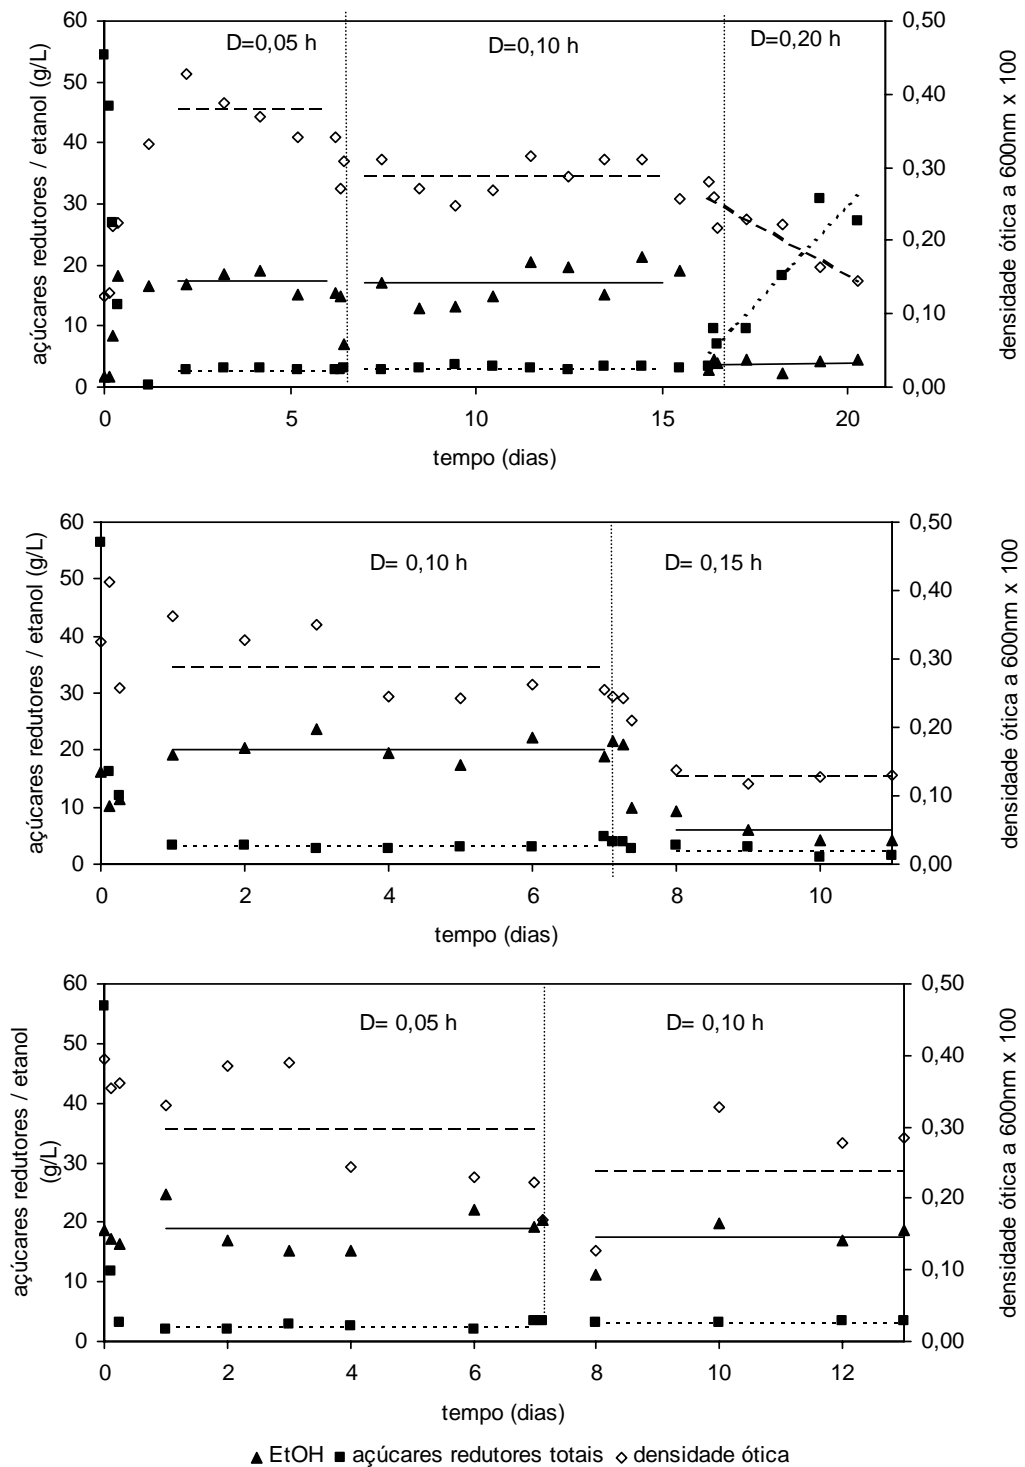 D=0,05 h D=0,10 h D=0,20 h
açúcares redutores / etanol (g/L)
60
50
40
30
20
10
0
0,50
0,40
0,30
0,20
0,10
0,00
densidade ótica a 600nm x 100
0 5 10 15 20
tempo (dias)
D= 0,10 h D= 0,15 h
açúcares redutores / etanol (g/L)
60
50
40
30
20
10
0
0,50
0,40
0,30
0,20
0,10
0,00
densidade ótica a 600nm x 100
0 2 4 6 8 10
tempo (dias)
D= 0,05 h D= 0,10 h
açúcares redutores / etanol
(g/L)
60
50
40
30
20
10
0
0,50
0,40
0,30
0,20
0,10
0,00
densidade ótica a 600nm x 100
0 2 4 6 8 10 12
tempo (dias)
EtOH açúcares redutores totais densidade ótica